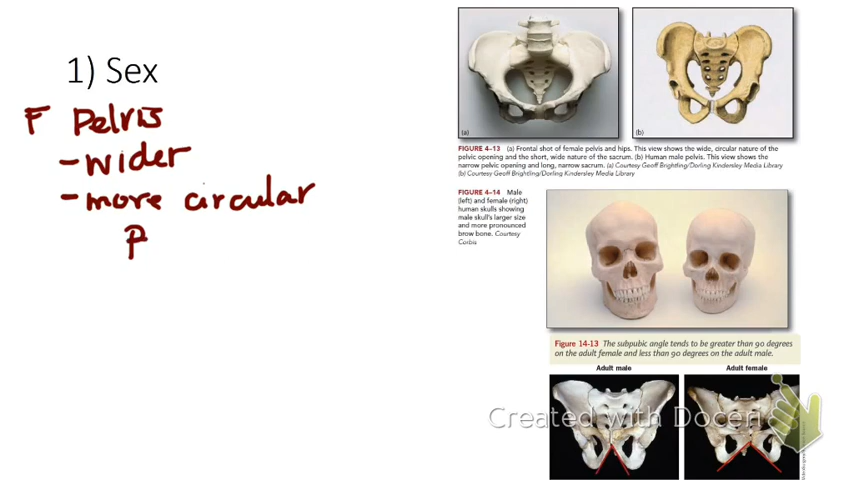 1) Sex
F Pelvis
- wider
- more circular
P
(a)
(b)
FIGURE 4–13 (a) Frontal shot of female pelvis and hips. This view shows the wide, circular nature of the
pelvic opening and the short, wide nature of the sacrum. (b) Human male pelvis. This view shows the
narrow pelvic opening and long, narrow sacrum. (a) Courtesy Geoff Brightling/Dorling Kindersley Media Library
(b) Courtesy Geoff Brightling/Dorling Kindersley Media Library
FIGURE 4–14 Male
(left) and female (right)
human skulls showing
male skull's larger size
and more pronounced
brow bone. Courtesy
Corbis
Figure 14-13 The subpubic angle tends to be greater than 90 degrees
on the adult female and less than 90 degrees on the adult male.
Adult male
Adult female
Created with Doceri